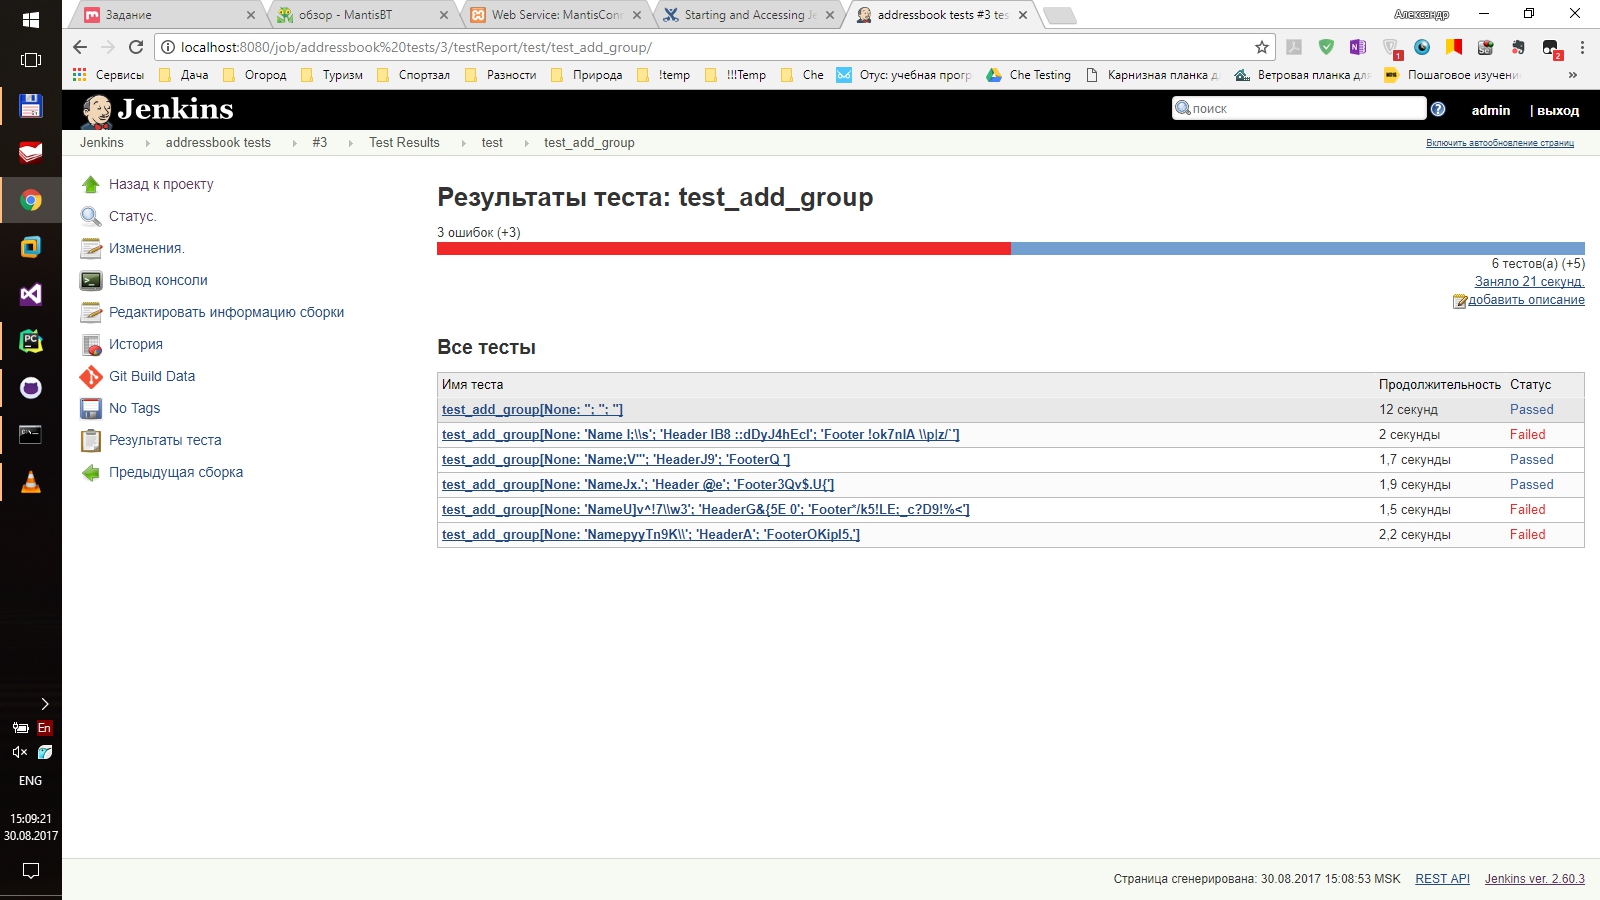 Задание
обзор - MantisBT
Web Service: MantisConn
Starting and Accessing Je
addressbook tests #3 tes
Александр
localhost:8080/job/addressbook%20tests/3/testReport/test/test_add_group/
1
2
Сервисы
Дача
Огород
Туризм
Спортзал
Разности
Природа
!temp
!!!Temp
Che
Отус: учебная прогр
Che Testing
Карнизная планка д
Ветровая планка для
Пошаговое изучени
»
Jenkins
поиск
admin
| выход
Jenkins
addressbook tests
#3
Test Results
test
test_add_group
Включить автообновление страниц
Назад к проекту
Статус.
Изменения.
Вывод консоли
Редактировать информацию сборки
История
Git Build Data
No Tags
Результаты теста
Предыдущая сборка
Результаты теста: test_add_group
3 ошибок (+3)
6 тестов(а) (+5)
Заняло 21 секунд.
добавить описание
Все тесты
Имя теста Продолжительность Статус
test_add_group[None: ''; ''; ''] 12 секунд Passed
test_add_group[None: 'Name I;\\s'; 'Header IB8 ::dDyJ4hEcI'; 'Footer !ok7nIA \\p|z/`'] 2 секунды Failed
test_add_group[None: 'Name;V"'; 'HeaderJ9'; 'FooterQ '] 1,7 секунды Passed
test_add_group[None: 'NameJx.'; 'Header @e'; 'Footer3Qv$.U{'] 1,9 секунды Passed
test_add_group[None: 'NameU]v^!7\\w3'; 'HeaderG&{5E 0'; 'Footer*/k5!LE;_c?D9!%<'] 1,5 секунды Failed
test_add_group[None: 'NamepyyTn9K\\'; 'HeaderA'; 'FooterOKipI5,'] 2,2 секунды Failed
En
ENG
15:09:21
30.08.2017
Страница сгенерирована: 30.08.2017 15:08:53 MSK
REST API
Jenkins ver. 2.60.3